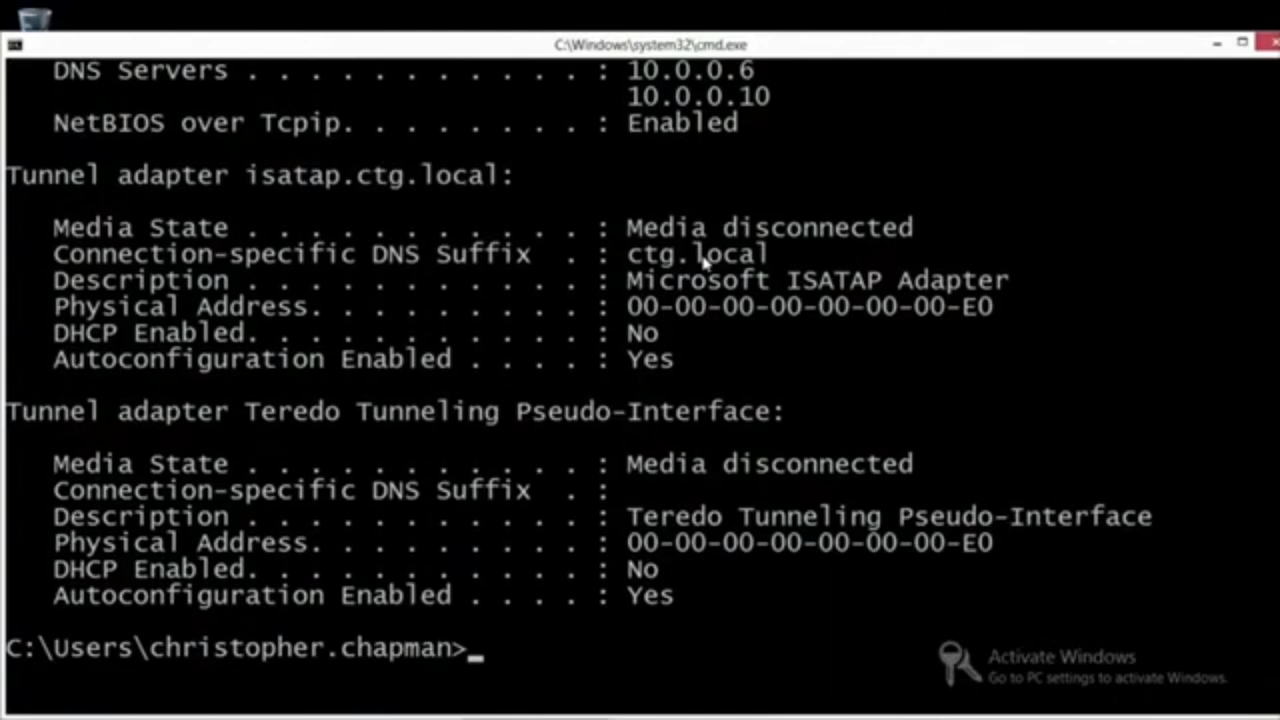 C:\Windows\system32\cmd.exe
DNS Servers . . . . . . . . . . . : 10.0.0.6
10.0.0.10
NetBIOS over Tcpip. . . . . . . . : Enabled
Tunnel adapter isatap.ctg.local:
Media State . . . . . . . . . . . : Media disconnected
Connection-specific DNS Suffix . : ctg.local
Description . . . . . . . . . . . : Microsoft ISATAP Adapter
Physical Address. . . . . . . . . : 00-00-00-00-00-00-00-E0
DHCP Enabled. . . . . . . . . . . : No
Autoconfiguration Enabled . . . . : Yes
Tunnel adapter Teredo Tunneling Pseudo-Interface:
Media State . . . . . . . . . . . : Media disconnected
Connection-specific DNS Suffix . :
Description . . . . . . . . . . . : Teredo Tunneling Pseudo-Interface
Physical Address. . . . . . . . . : 00-00-00-00-00-00-00-E0
DHCP Enabled. . . . . . . . . . . : No
Autoconfiguration Enabled . . . . : Yes
C:\Users\christopher.chapman>_
Activate Windows
Go to PC settings to activate Windows.